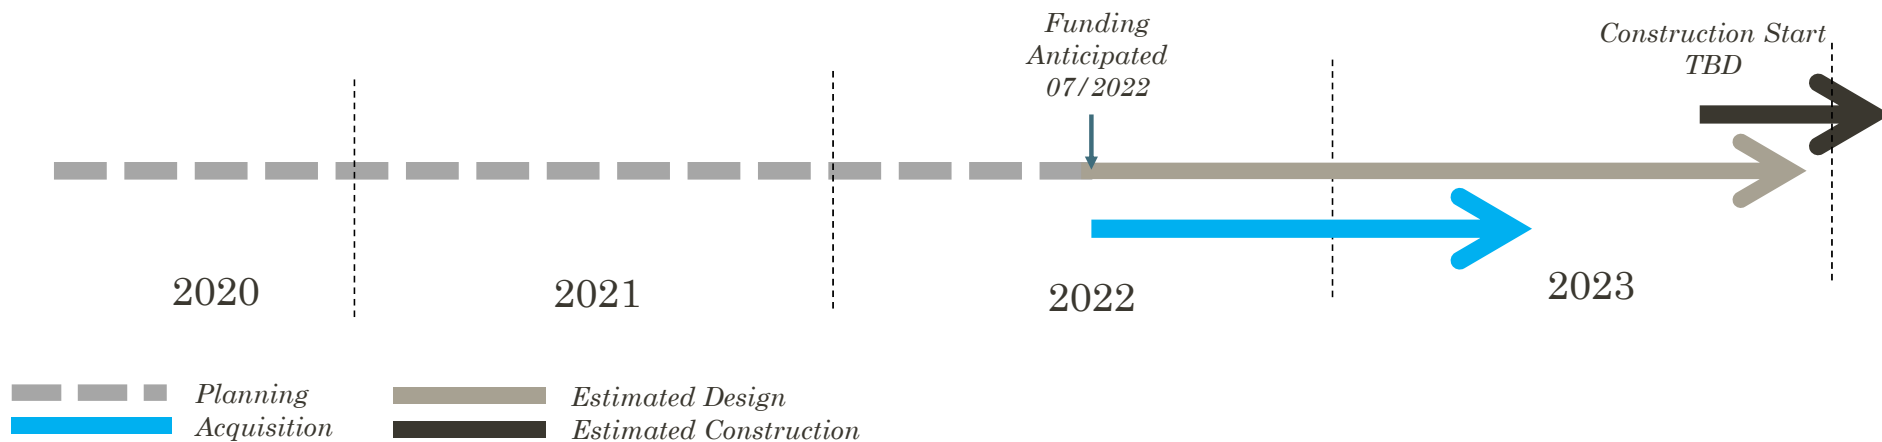 Funding
Anticipated
07/2022
Construction Start
TBD
2020
2021
2022
2023
Planning
Estimated Design
Acquisition
Estimated Construction